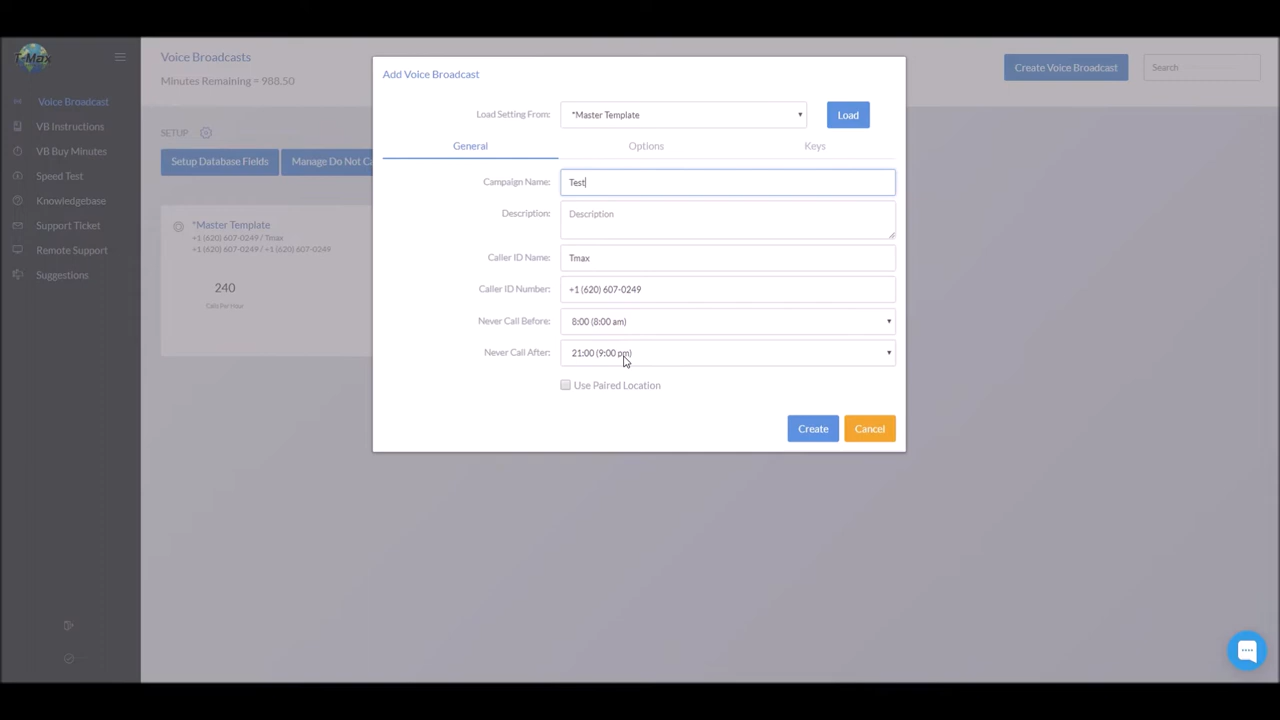 T-Max
Voice Broadcast
VB Instructions
VB Buy Minutes
Speed Test
Knowledgebase
Support Ticket
Remote Support
Suggestions
Voice Broadcasts
Minutes Remaining = 988.50
Create Voice Broadcast
Search
SETUP
Setup Database Fields
Manage Do Not Ca
*Master Template
+1 (620) 607-0249 / Tmax
+1 (620) 607-0249 / +1 (620) 607-0249
240
Calls Per Hour
Add Voice Broadcast
Load Setting From: *Master Template Load
General Options Keys
Campaign Name: Test
Description: Description
Caller ID Name: Tmax
Caller ID Number: +1 (620) 607-0249
Never Call Before: 8:00 (8:00 am)
Never Call After: 21:00 (9:00 pm)
Use Paired Location
Create Cancel